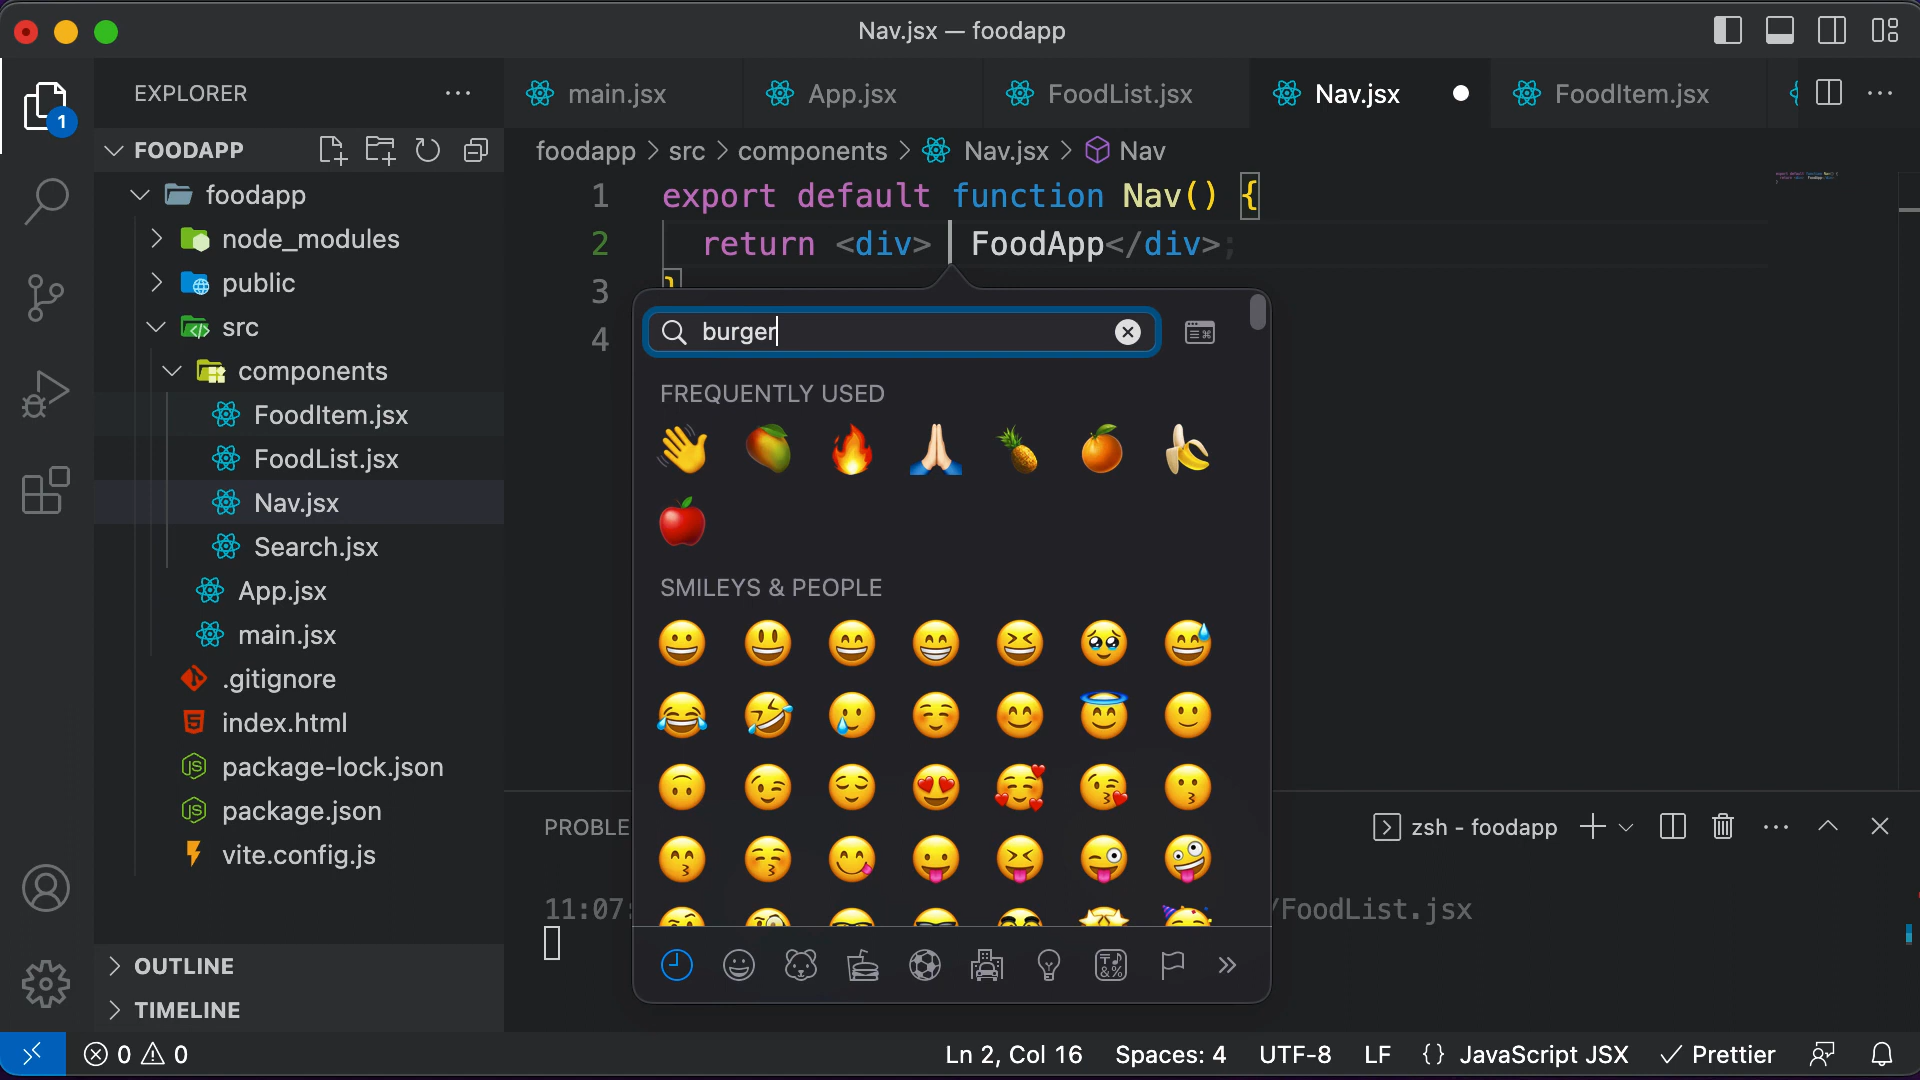 Nav.jsx — foodapp
EXPLORER
main.jsx
App.jsx
FoodList.jsx
Nav.jsx
FoodItem.jsx
1
FOODAPP
foodapp > src > components > Nav.jsx > Nav
foodapp
node_modules
public
src
components
FoodItem.jsx
FoodList.jsx
Nav.jsx
Search.jsx
App.jsx
main.jsx
.gitignore
index.html
package-lock.json
package.json
vite.config.js
OUTLINE
TIMELINE
1 export default function Nav() {
2 return <div> FoodApp</div>;
3 }
4
burger
FREQUENTLY USED
SMILEYS & PEOPLE
zsh - foodapp
11:07:
/FoodList.jsx
0 0
Ln 2, Col 16
Spaces: 4
UTF-8
LF
{} JavaScript JSX
Prettier